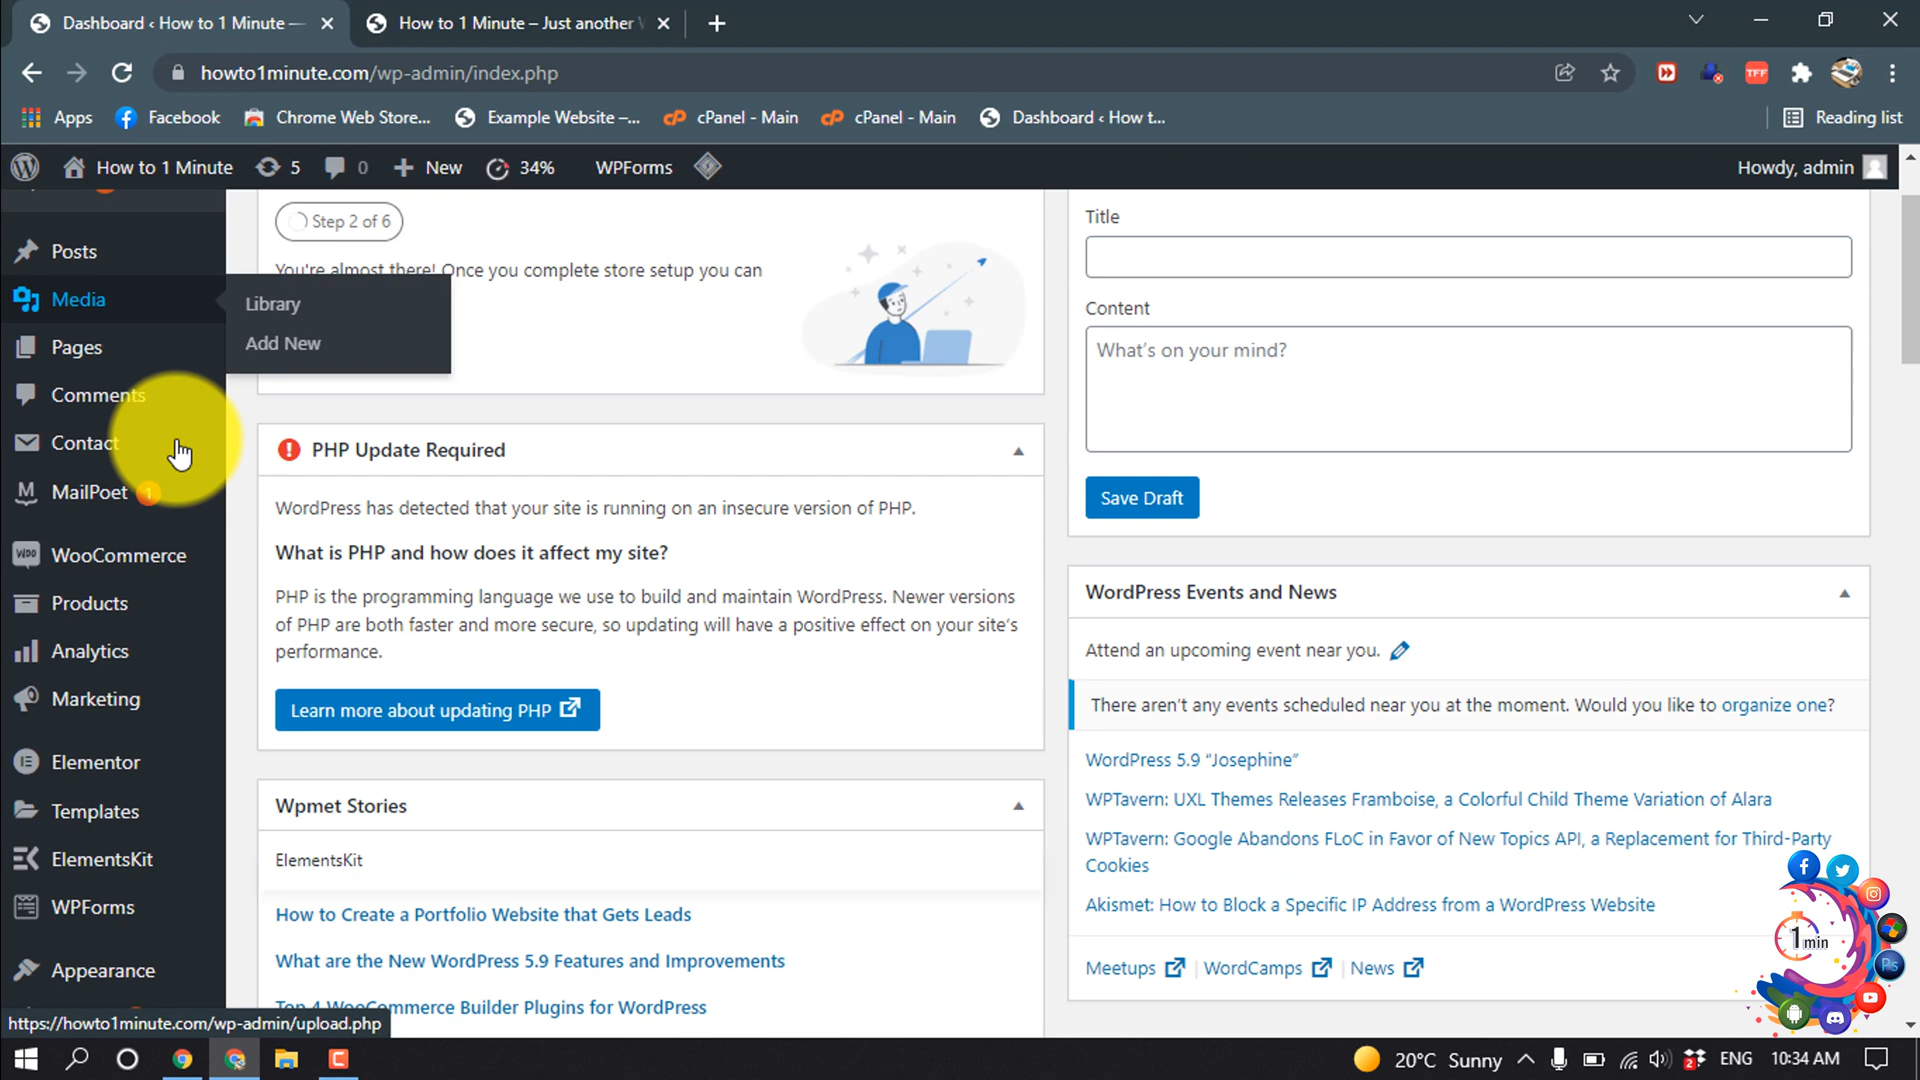 Dashboard ‹ How to 1 Minute —
How to 1 Minute – Just another W
howto1minute.com/wp-admin/index.php
Apps
Facebook
Chrome Web Store...
Example Website –...
cPanel - Main
cPanel - Main
Dashboard ‹ How t...
Reading list
How to 1 Minute
5
0
New
34%
WPForms
Howdy, admin
Posts
Media
Library
Add New
Pages
Comments
Contact
MailPoet 1
WooCommerce
Products
Analytics
Marketing
Elementor
Templates
ElementsKit
WPForms
Appearance
Step 2 of 6
You're almost there! Once you complete store setup you can
PHP Update Required
WordPress has detected that your site is running on an insecure version of PHP.
What is PHP and how does it affect my site?
PHP is the programming language we use to build and maintain WordPress. Newer versions
of PHP are both faster and more secure, so updating will have a positive effect on your site's
performance.
Learn more about updating PHP
Wpmet Stories
ElementsKit
How to Create a Portfolio Website that Gets Leads
What are the New WordPress 5.9 Features and Improvements
Top 4 WooCommerce Builder Plugins for WordPress
Title
Content
What's on your mind?
Save Draft
WordPress Events and News
Attend an upcoming event near you.
There aren't any events scheduled near you at the moment. Would you like to organize one?
WordPress 5.9 “Josephine”
WPTavern: UXL Themes Releases Framboise, a Colorful Child Theme Variation of Alara
WPTavern: Google Abandons FLoC in Favor of New Topics API, a Replacement for Third-Party
Cookies
Akismet: How to Block a Specific IP Address from a WordPress Website
Meetups | WordCamps | News
1 min
Ps
https://howto1minute.com/wp-admin/upload.php
20°C Sunny
2
ENG
10:34 AM